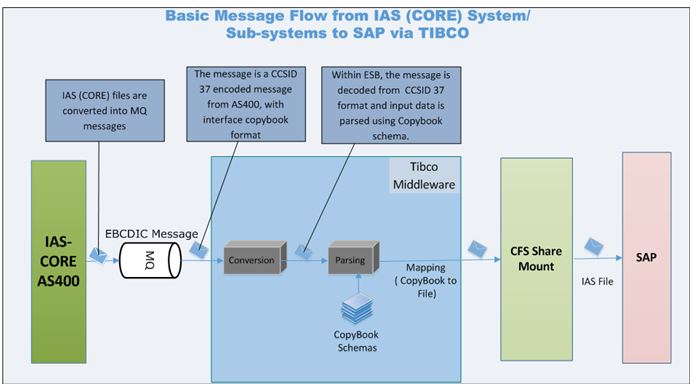 Basic Message Flow from IAS (CORE) System/
Sub-systems to SAP via TIBCO
IAS (CORE) files are
converted into MQ
messages
The message is a CCSID
37 encoded message
from AS400, with
interface copybook
format
Within ESB, the message is
decoded from CCSID 37
format and input data is
parsed using Copybook
schema.
Tibco
Middleware
IAS-
CORE
AS400
EBCDIC Message
MQ
Conversion
Parsing
Mapping
( CopyBook to
File)
CopyBook
Schemas
CFS Share
Mount
IAS File
SAP